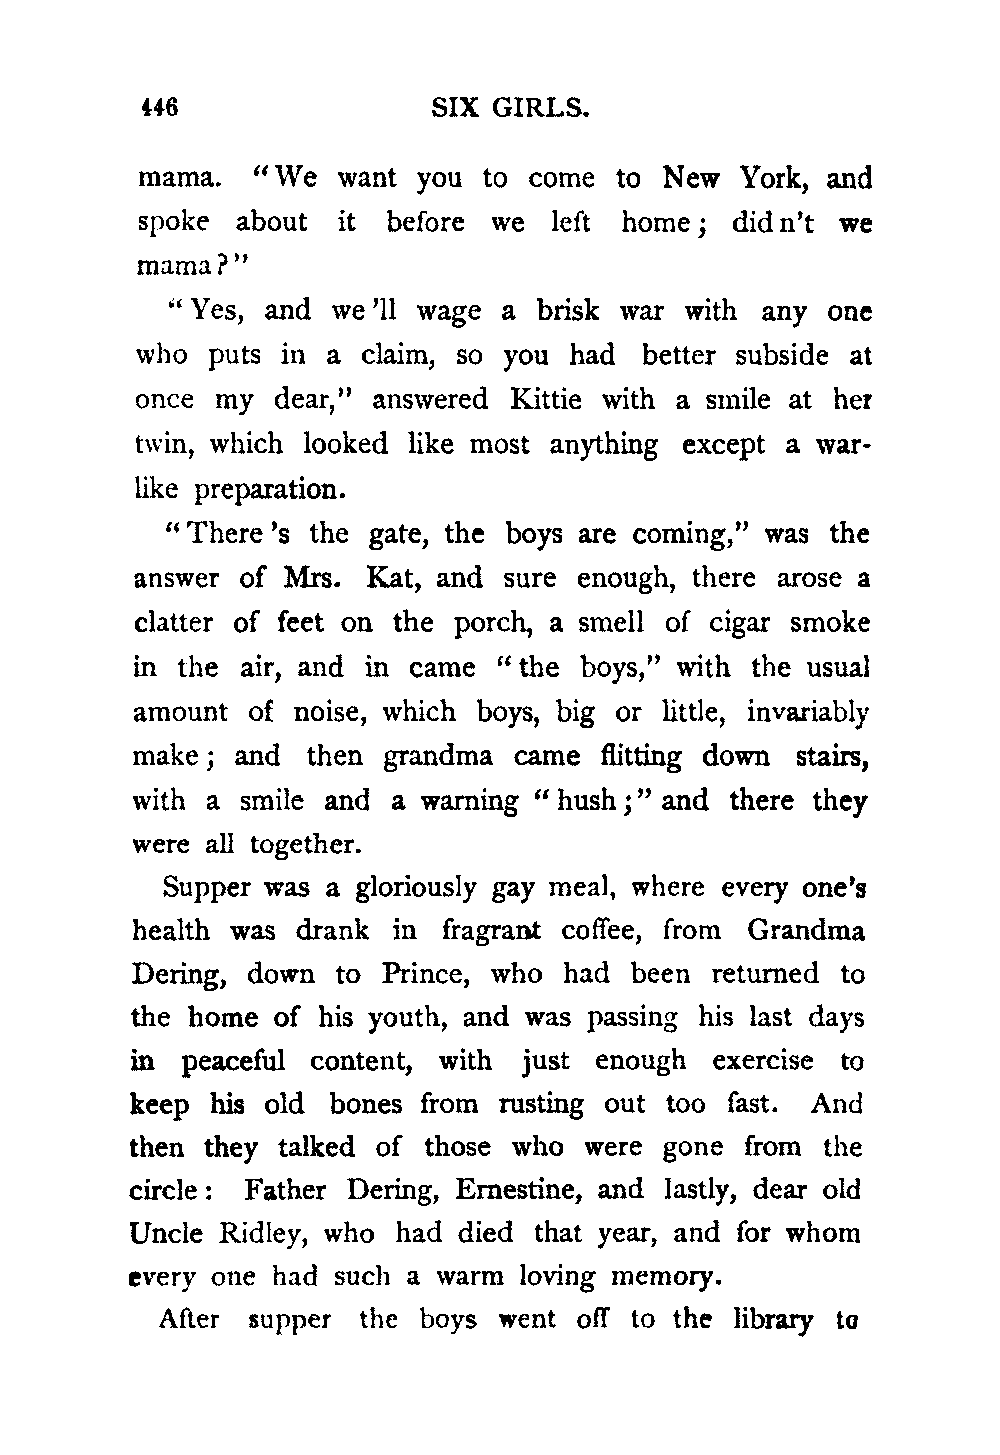 446 SIX GIRLS.
mama. “We want you to come to New York, and
spoke about it before we left home; didn't we
mama?”
“Yes, and we'll wage a brisk war with any one
who puts in a claim, so you had better subside at
once my dear,” answered Kittie with a smile at her
twin, which looked like most anything except a war-
like preparation.
“There's the gate, the boys are coming,” was the
answer of Mrs. Kat, and sure enough, there arose a
clatter of feet on the porch, a smell of cigar smoke
in the air, and in came “the boys,” with the usual
amount of noise, which boys, big or little, invariably
make; and then grandma came flitting down stairs,
with a smile and a warning “hush;” and there they
were all together.
Supper was a gloriously gay meal, where every one's
health was drank in fragrant coffee, from Grandma
Dering, down to Prince, who had been returned to
the home of his youth, and was passing his last days
in peaceful content, with just enough exercise to
keep his old bones from rusting out too fast. And
then they talked of those who were gone from the
circle: Father Dering, Ernestine, and lastly, dear old
Uncle Ridley, who had died that year, and for whom
every one had such a warm loving memory.
After supper the boys went off to the library to